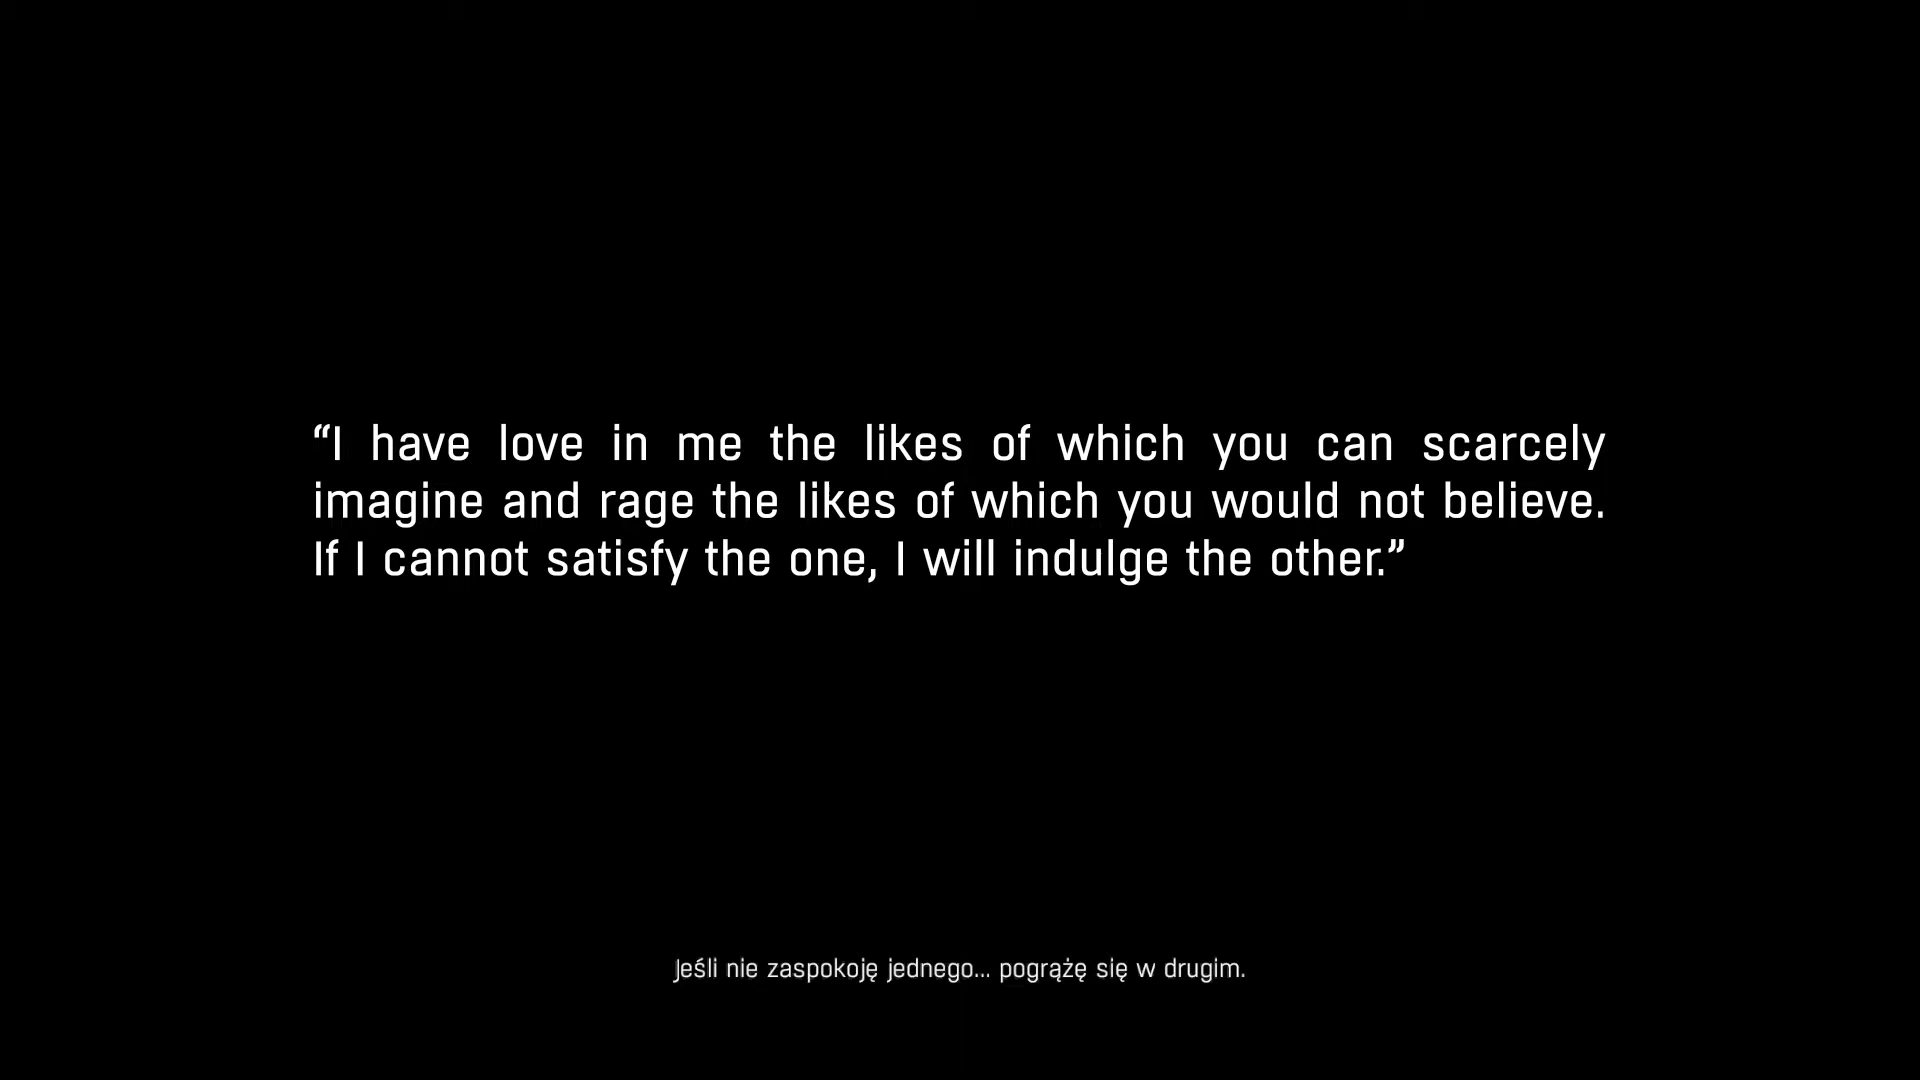 “I have love in me the likes of which you can scarcely
imagine and rage the likes of which you would not believe.
If I cannot satisfy the one, I will indulge the other.”
Jeśli nie zaspokoję jednego... pogrążę się w drugim.